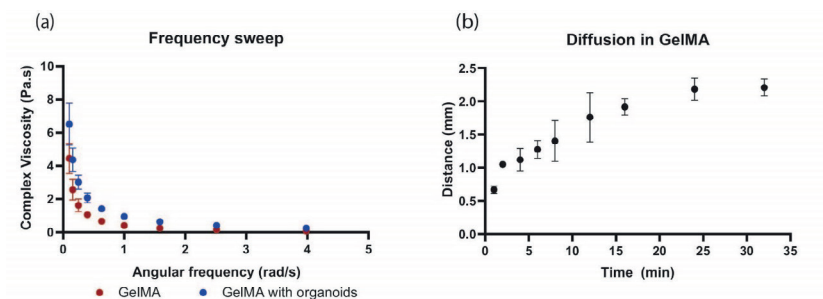 (a)
Frequency sweep
Complex Viscosity (Pa.s)
10
8
6
4
2
0
0 1 2 3 4 5
Angular frequency (rad/s)
GelMA GelMA with organoids
(b)
Diffusion in GelMA
Distance (mm)
2.5
2.0
1.5
1.0
0.5
0.0
0 5 10 15 20 25 30 35
Time (min)